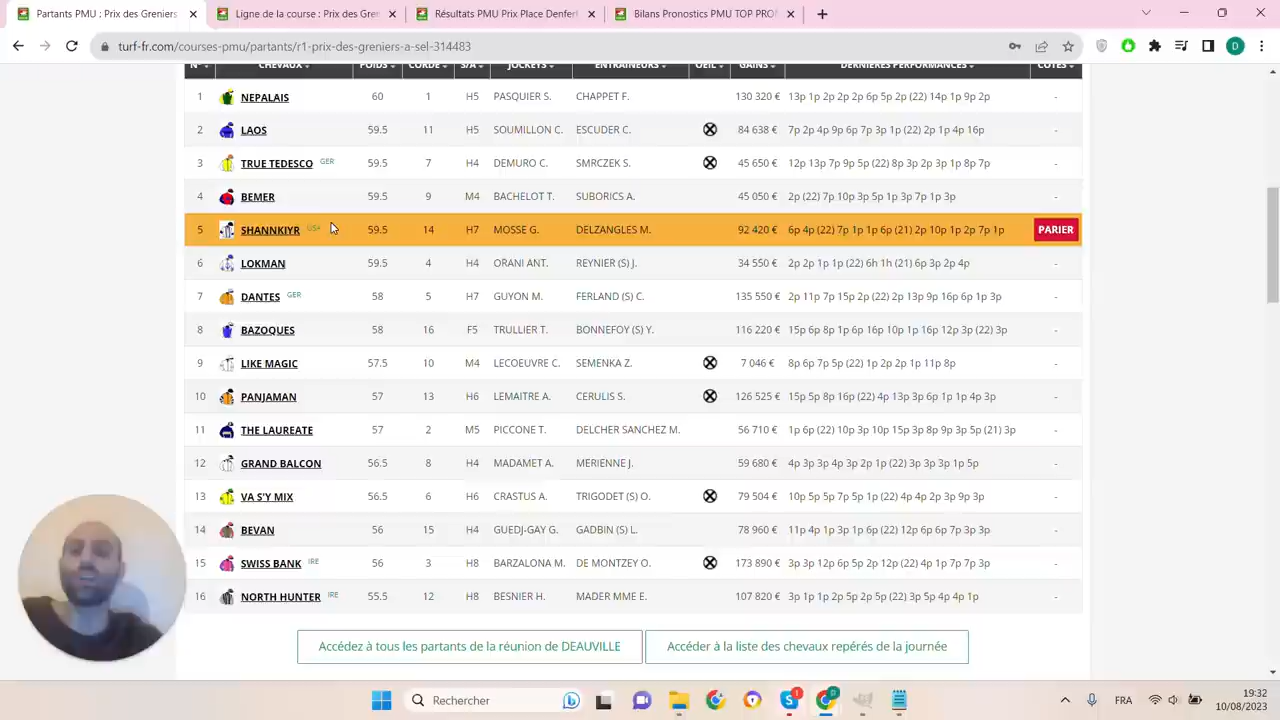 Partants PMU : Prix des Greniers
Ligne de la course : Prix des Gren
Résultats PMU Prix Place Denfer
Bilans Pronostics PMU TOP PRON
turf-fr.com/courses-pmu/partants/r1-prix-des-greniers-a-sel-314483
N° CHEVAUX POIDS CORDE S/A JOCKEYS ENTRAÎNEURS OEIL GAINS DERNIÈRES PERFORMANCES COTES
1 NEPALAIS 60 1 H5 PASQUIER S. CHAPPET F. 130 320 € 13p 1p 2p 2p 2p 6p 5p 2p (22) 14p 1p 9p 2p -
2 LAOS 59.5 11 H5 SOUMILLON C. ESCUDER C. 84 638 € 7p 2p 4p 9p 6p 7p 3p 1p (22) 2p 1p 4p 16p -
3 TRUE TEDESCO GER 59.5 7 H4 DEMURO C. SMRCZEK S. 45 650 € 12p 13p 7p 9p 5p (22) 8p 3p 2p 3p 1p 8p 7p -
4 BEMER 59.5 9 M4 BACHELOT T. SUBORICS A. 45 050 € 2p (22) 7p 10p 3p 5p 1p 3p 7p 1p 3p -
5 SHANNKIYR USA 59.5 14 H7 MOSSE G. DELZANGLES M. 92 420 € 6p 4p (22) 7p 1p 1p 6p (21) 2p 10p 1p 2p 7p 1p PARIER
6 LOKMAN 59.5 4 H4 ORANI ANT. REYNIER (S) J. 34 550 € 2p 2p 1p 1p (22) 6h 1h (21) 6p 3p 2p 4p -
7 DANTES GER 58 5 H7 GUYON M. FERLAND (S) C. 135 550 € 2p 11p 7p 15p 2p (22) 2p 13p 9p 16p 6p 1p 3p -
8 BAZOQUES 58 16 F5 TRULLIER T. BONNEFOY (S) Y. 116 220 € 15p 6p 8p 1p 6p 16p 10p 1p 16p 12p 3p (22) 3p -
9 LIKE MAGIC 57.5 10 M4 LECOEUVRE C. SEMENKA Z. 7 046 € 8p 6p 7p 5p (22) 1p 2p 2p 1p 11p 8p -
10 PANJAMAN 57 13 H6 LEMAITRE A. CERULIS S. 126 525 € 15p 5p 8p 16p (22) 4p 13p 3p 6p 1p 1p 4p 3p -
11 THE LAUREATE 57 2 M5 PICCONE T. DELCHER SANCHEZ M. 56 710 € 1p 6p (22) 10p 3p 10p 15p 3p 8p 9p 3p 5p (21) 3p -
12 GRAND BALCON 56.5 8 H4 MADAMET A. MERIENNE J. 59 680 € 4p 3p 3p 4p 3p 2p 1p (22) 3p 3p 3p 1p 5p -
13 VA S'Y MIX 56.5 6 H6 CRASTUS A. TRIGODET (S) O. 79 504 € 10p 5p 5p 7p 5p 1p (22) 4p 4p 2p 3p 9p 3p -
14 BEVAN 56 15 H4 GUEDJ-GAY G. GADBIN (S) L. 78 960 € 11p 4p 1p 3p 1p 6p (22) 12p 6p 6p 7p 3p 3p -
15 SWISS BANK IRE 56 3 H8 BARZALONA M. DE MONTZEY O. 173 890 € 3p 3p 12p 6p 5p 2p 12p (22) 4p 1p 7p 7p 3p -
16 NORTH HUNTER IRE 55.5 12 H8 BESNIER H. MADER MME E. 107 820 € 3p 1p 1p 2p 5p 2p 5p (22) 3p 5p 4p 4p 1p -
Accédez à tous les partants de la réunion de DEAUVILLE
Accéder à la liste des chevaux repérés de la journée
Rechercher
FRA
19:32
10/08/2023